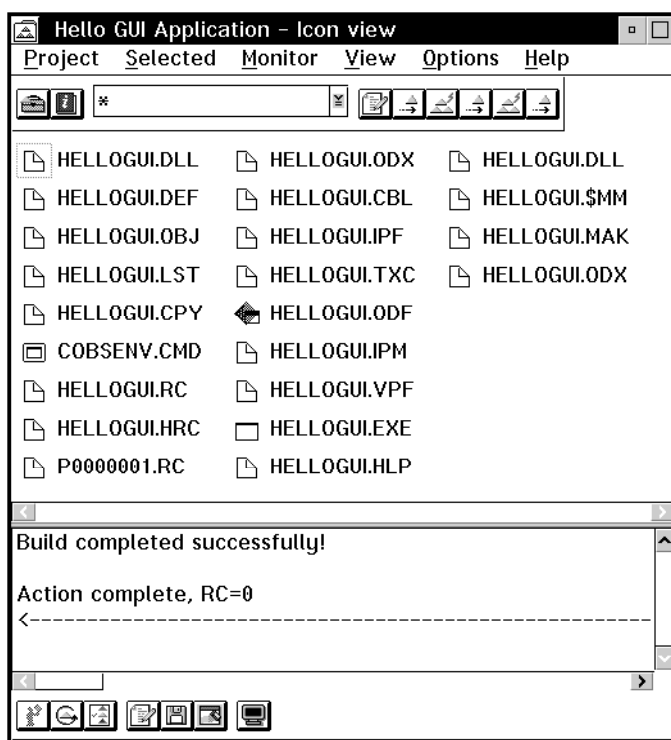 Hello GUI Application - Icon view
Project Selected Monitor View Options Help
*
HELLOGUI.DLL HELLOGUI.ODX HELLOGUI.DLL
HELLOGUI.DEF HELLOGUI.CBL HELLOGUI.$MM
HELLOGUI.OBJ HELLOGUI.IPF HELLOGUI.MAK
HELLOGUI.LST HELLOGUI.TXC HELLOGUI.ODX
HELLOGUI.CPY HELLOGUI.ODF
COBSENV.CMD HELLOGUI.IPM
HELLOGUI.RC HELLOGUI.VPF
HELLOGUI.HRC HELLOGUI.EXE
P0000001.RC HELLOGUI.HLP
Build completed successfully!
Action complete, RC=0
<------------------------------------------------------